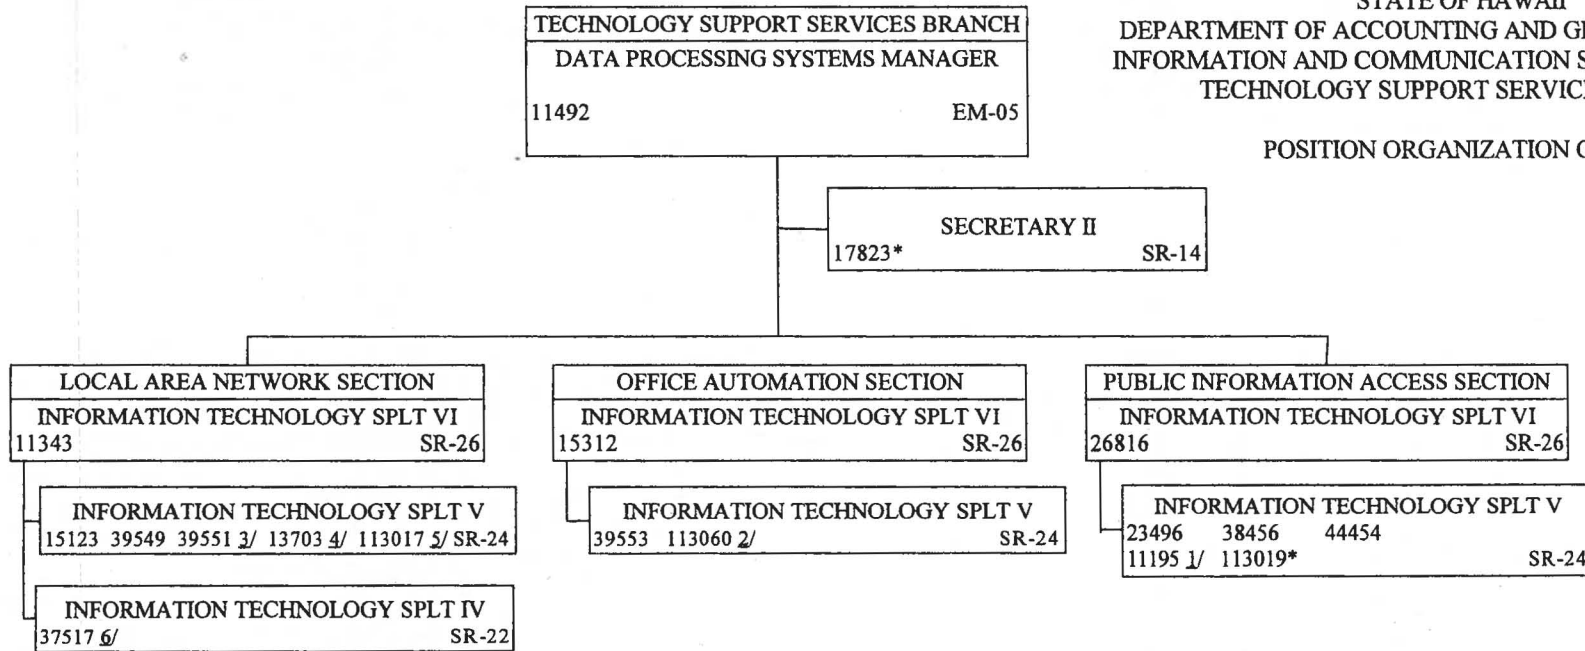 STATE OF HAWAII
DEPARTMENT OF ACCOUNTING AND
INFORMATION AND COMMUNICATION
TECHNOLOGY SUPPORT
POSITION ORGANIZATION
TECHNOLOGY SUPPORT SERVICES BRANCH
DATA PROCESSING SYSTEMS MANAGER
11492 EM-05
SECRETARY II
17823* SR-14
LOCAL AREA NETWORK SECTION
INFORMATION TECHNOLOGY SPLT VI
11343 SR-26
INFORMATION TECHNOLOGY SPLT V
15123 39549 39551 3/ 13703 4/ 113017 5/ SR-24
INFORMATION TECHNOLOGY SPLT IV
37517 6/ SR-22
OFFICE AUTOMATION SECTION
INFORMATION TECHNOLOGY SPLT VI
15312 SR-26
INFORMATION TECHNOLOGY SPLT V
39553 113060 2/ SR-24
PUBLIC INFORMATION ACCESS SECTION
INFORMATION TECHNOLOGY SPLT VI
26816 SR-26
INFORMATION TECHNOLOGY SPLT V
23496 38456 44454
11195 1/ 113019* SR-24